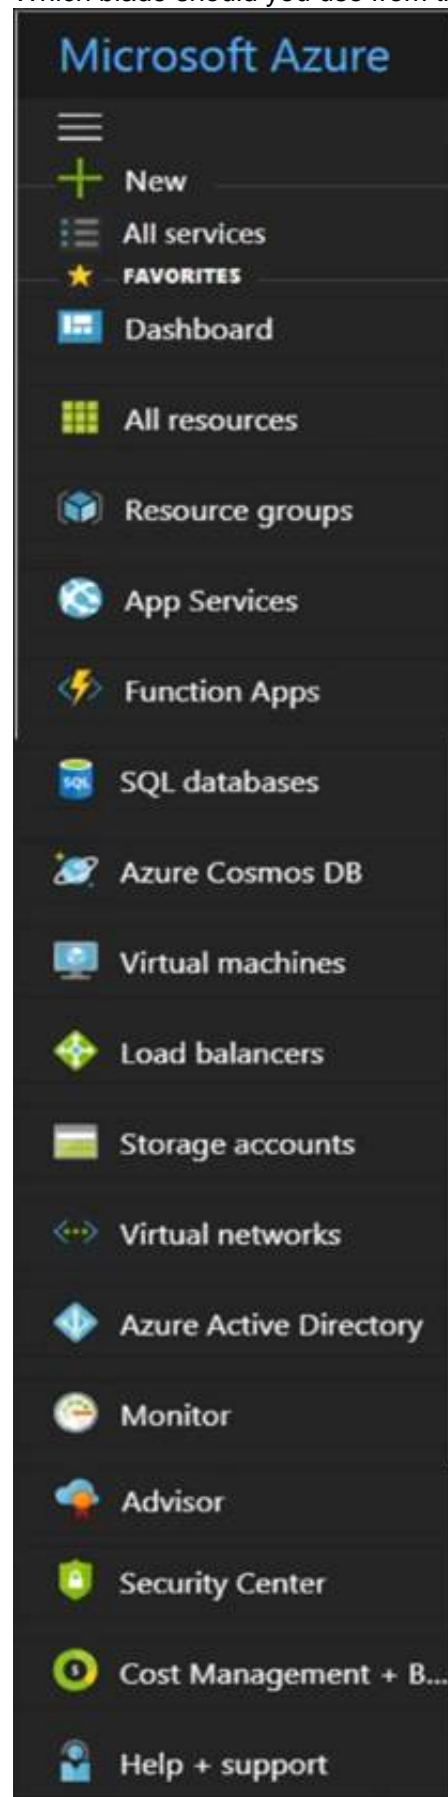 Microsoft Azure
New
All services
FAVORITES
Dashboard
All resources
Resource groups
App Services
Function Apps
SQL databases
Azure Cosmos DB
Virtual machines
Load balancers
Storage accounts
Virtual networks
Azure Active Directory
Monitor
Advisor
Security Center
Cost Management + B...
Help + support